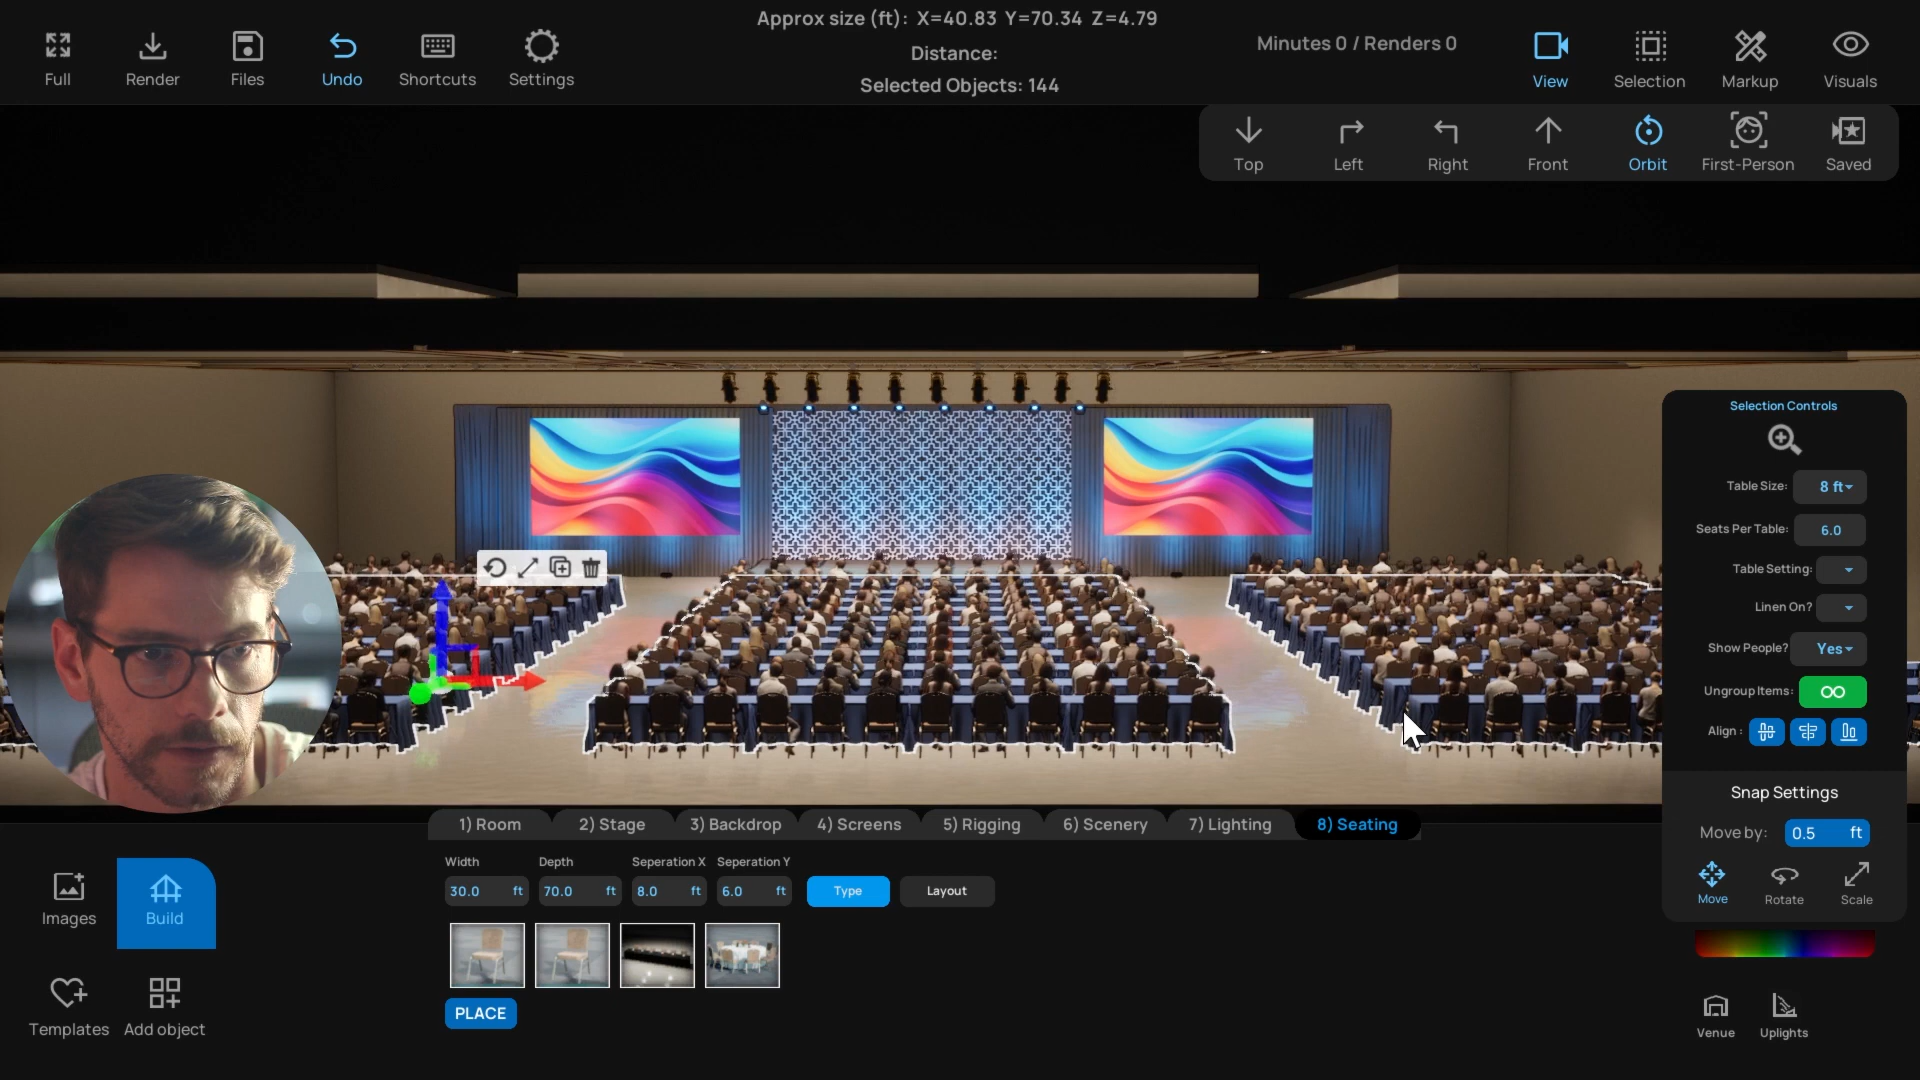 Approx size (ft): X=40.83 Y=70.34 Z=4.79
Distance:
Selected Objects: 144
Minutes 0 / Renders 0
Full
Render
Files
Undo
Shortcuts
Settings
View
Selection
Markup
Visuals
Top
Left
Right
Front
Orbit
First-Person
Saved
Selection Controls
Table Size: 8 ft
Seats Per Table: 6.0
Table Setting:
Linen On?
Show People? Yes
Ungroup Items:
Align :
Snap Settings
Move by: 0.5 ft
Move
Rotate
Scale
Venue
Uplights
1) Room
2) Stage
3) Backdrop
4) Screens
5) Rigging
6) Scenery
7) Lighting
8) Seating
Width
Depth
Seperation X
Seperation Y
30.0 ft
70.0 ft
8.0 ft
6.0 ft
Type
Layout
PLACE
Images
Build
Templates
Add object